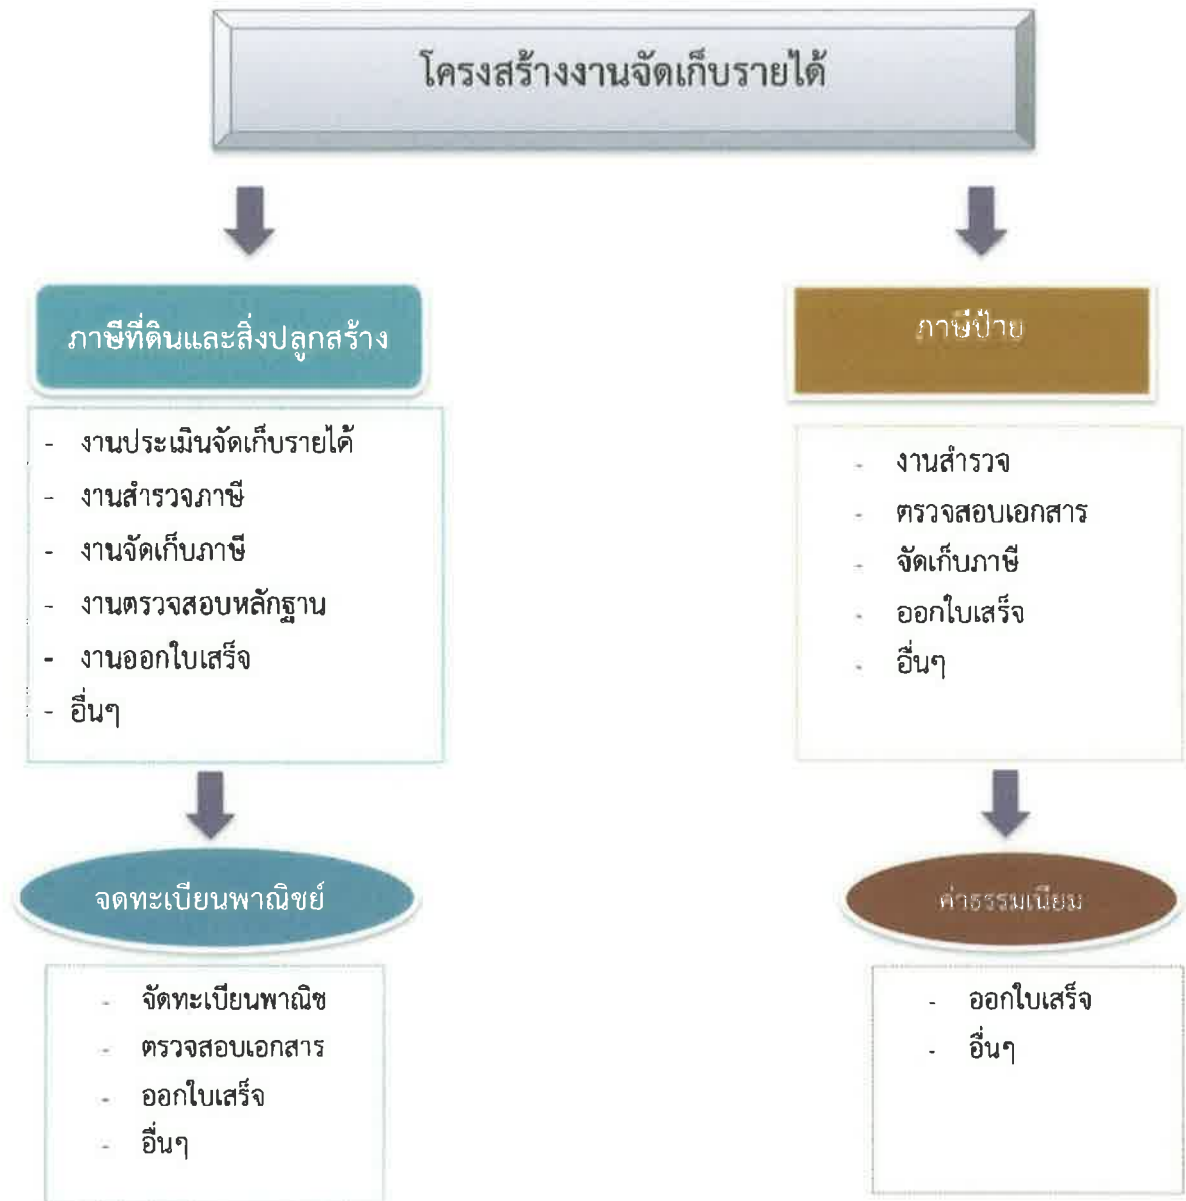 โครงสร้างงานจัดเก็บรายได้
ภาษีที่ดินและสิ่งปลูกสร้าง
- งานประเมินจัดเก็บรายได้
- งานสำรวจภาษี
- งานจัดเก็บภาษี
- งานตรวจสอบหลักฐาน
- งานออกใบเสร็จ
- อื่นๆ
ภาษีป้าย
- งานสำรวจ
- ตรวจสอบเอกสาร
- จัดเก็บภาษี
- ออกใบเสร็จ
- อื่นๆ
จดทะเบียนพาณิชย์
- จัดทะเบียนพาณิช
- ตรวจสอบเอกสาร
- ออกใบเสร็จ
- อื่นๆ
ค่าธรรมเนียม
- ออกใบเสร็จ
- อื่นๆ